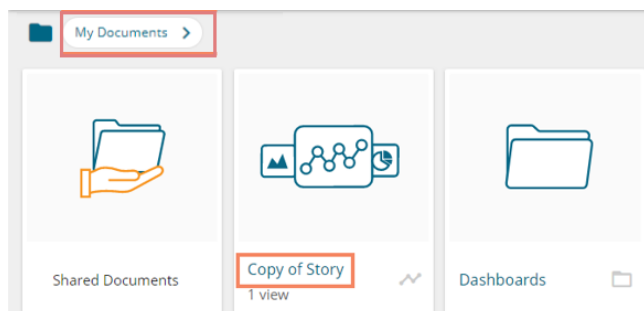 My Documents
Shared Documents
Copy of Story
1 view
Dashboards